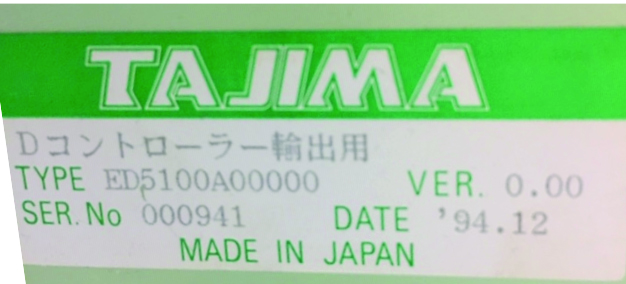 TAJIMA
Dコントローラー輸出用
TYPE ED5100A00000 VER. 0.00
SER. No 000941 DATE '94.12
MADE IN JAPAN